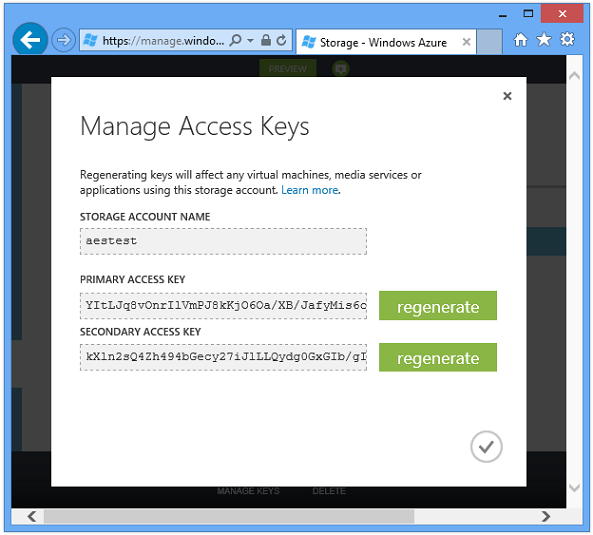 https://manage.windo...
Storage - Windows Azure
PREVIEW
Manage Access Keys
Regenerating keys will affect any virtual machines, media services or
applications using this storage account. Learn more.
STORAGE ACCOUNT NAME
aestest
PRIMARY ACCESS KEY
YItLJq8vOnrIlVmPJ8kKjO6Oa/XB/JafyMis6c
regenerate
SECONDARY ACCESS KEY
kXln2sQ4Zh494bGecy27iJlLLQydg0GxGIb/gI
regenerate
MANAGE KEYS DELETE